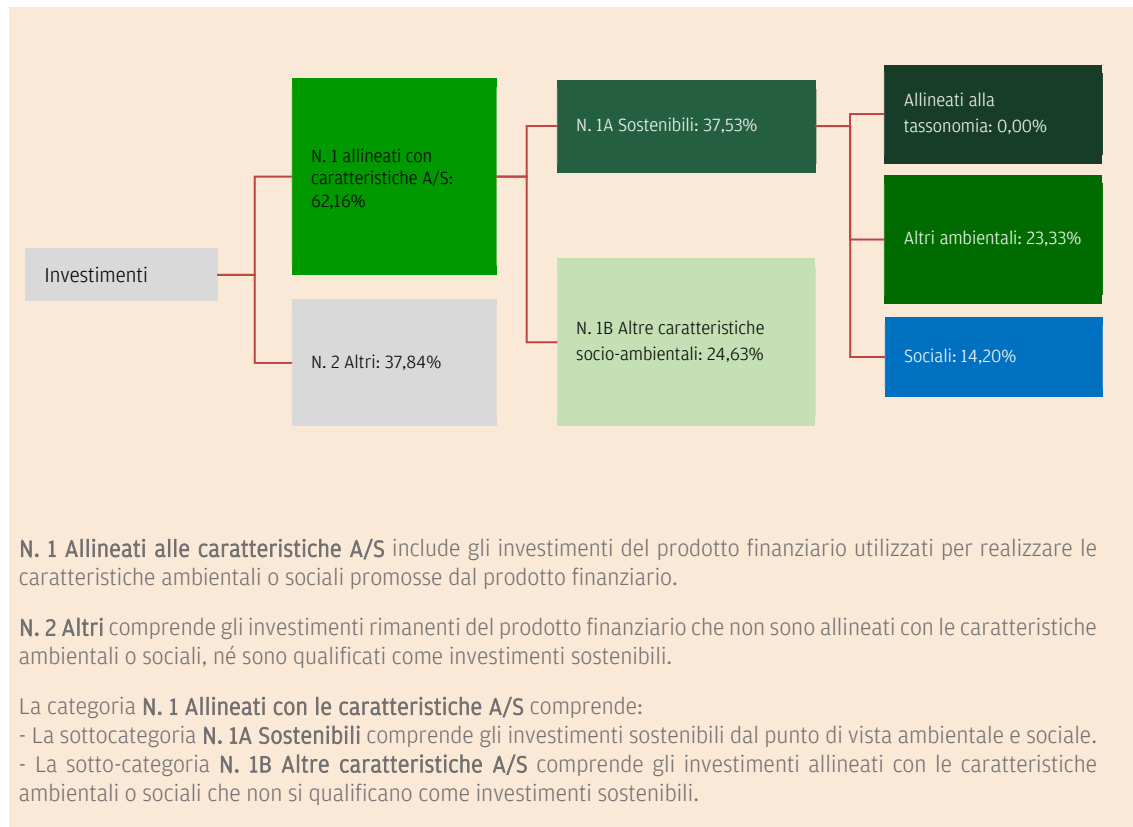 Investimenti
N. 1 allineati con
caratteristiche A/S:
62,16%
N. 2 Altri: 37,84%
N. 1A Sostenibili: 37,53%
N. 1B Altre caratteristiche
socio-ambientali: 24,63%
Allineati alla
tassonomia: 0,00%
Altri ambientali: 23,33%
Sociali: 14,20%
N. 1 Allineati alle caratteristiche A/S include gli investimenti del prodotto finanziario utilizzati per realizzare le
caratteristiche ambientali o sociali promosse dal prodotto finanziario.
N. 2 Altri comprende gli investimenti rimanenti del prodotto finanziario che non sono allineati con le caratteristiche
ambientali o sociali, né sono qualificati come investimenti sostenibili.
La categoria N. 1 Allineati con le caratteristiche A/S comprende:
- La sottocategoria N. 1A Sostenibili comprende gli investimenti sostenibili dal punto di vista ambientale e sociale.
- La sotto-categoria N. 1B Altre caratteristiche A/S comprende gli investimenti allineati con le caratteristiche
ambientali o sociali che non si qualificano come investimenti sostenibili.